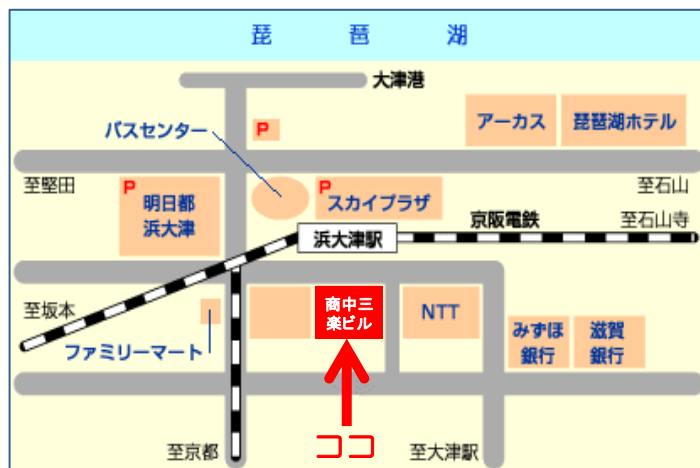 琵琶湖
大津港
P
アーカス
琵琶湖ホテル
バスセンター
至堅田
至石山
P
明日都
浜大津
P
スカイプラザ
京阪電鉄
至石山寺
浜大津駅
至坂本
商中三
楽ビル
NTT
みずほ
銀行
滋賀
銀行
ファミリーマート
ココ
至京都
至大津駅